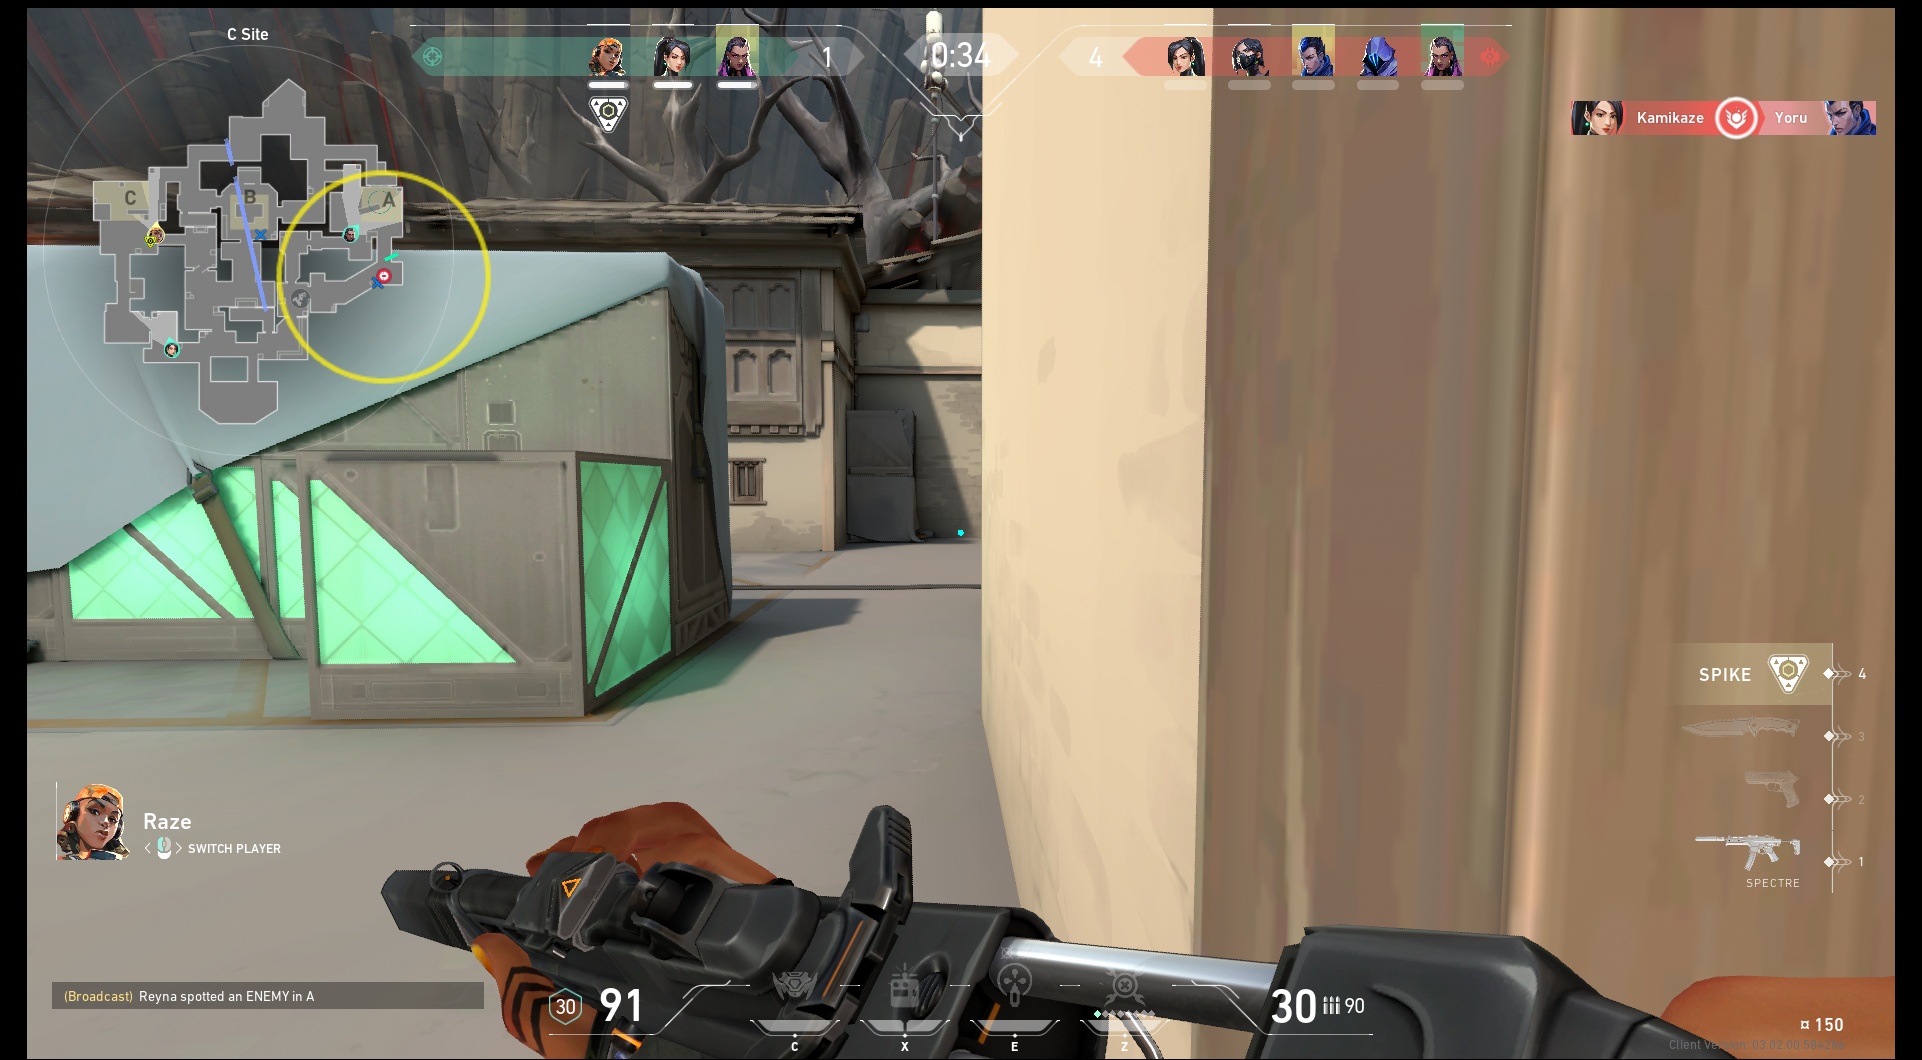 C Site
1
0:34
4
Kamikaze
Yoru
C
B
A
SPIKE
4
3
2
1
SPECTRE
Raze
< > SWITCH PLAYER
(Broadcast) Reyna spotted an ENEMY in A
30
91
30
90
C
X
E
Z
¤ 150